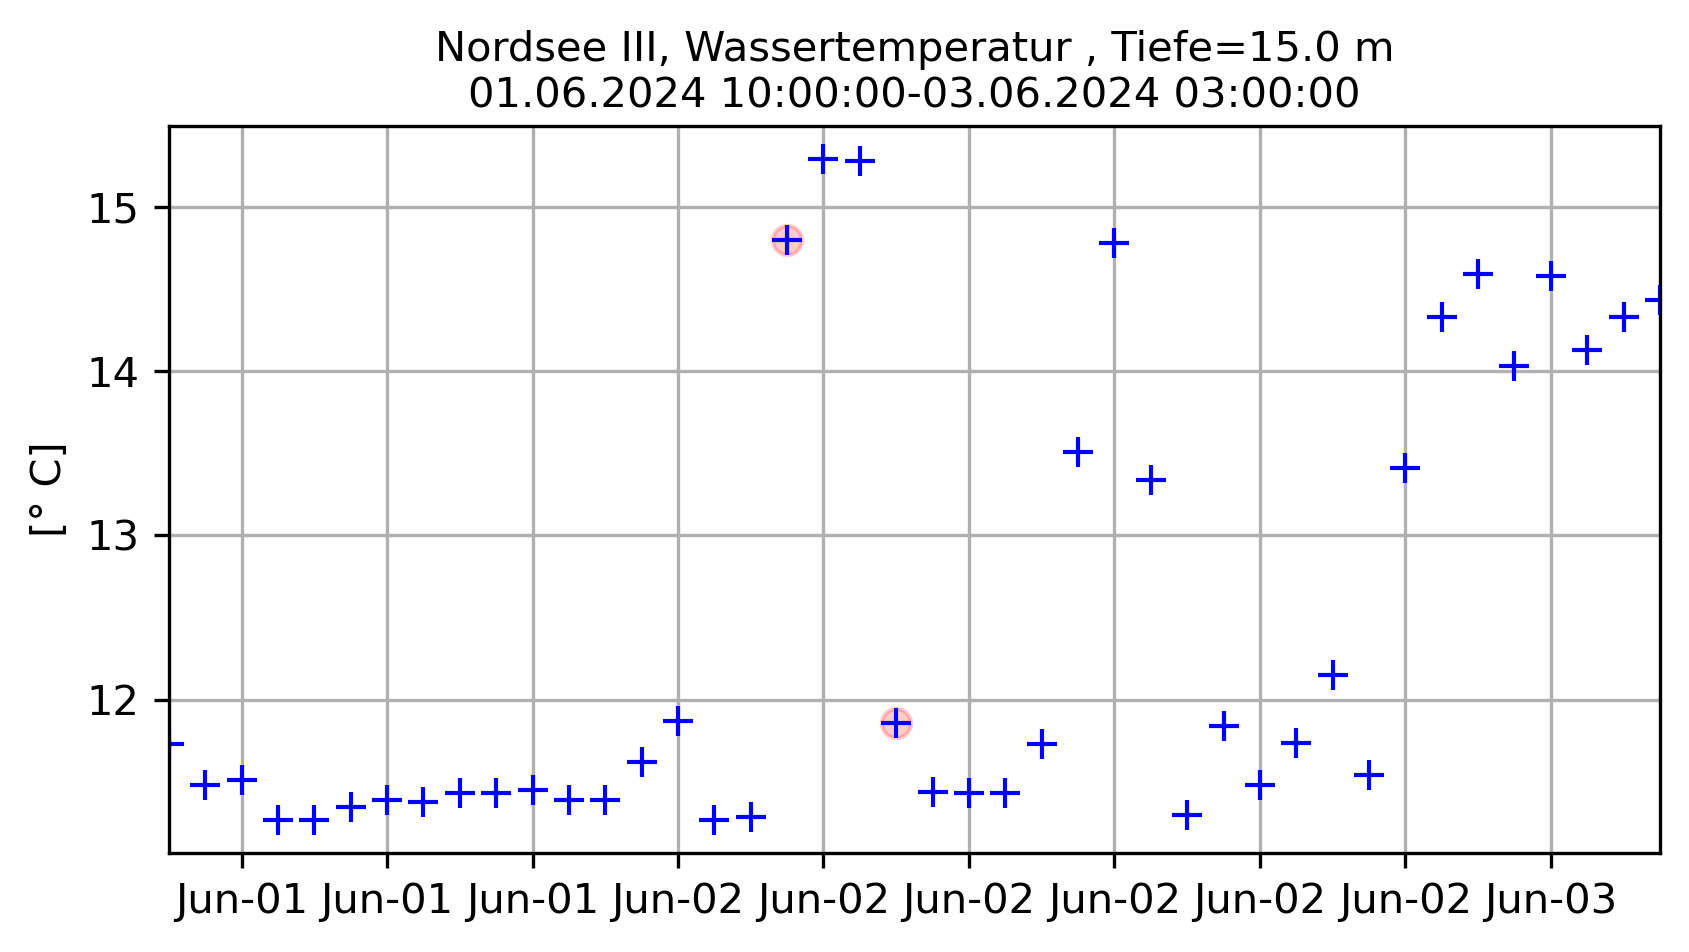 Nordsee III, Wassertemperatur , Tiefe=15.0 m
01.06.2024 10:00:00-03.06.2024 03:00:00
[° C]
15
14
13
12
Jun-01 Jun-01 Jun-01 Jun-02 Jun-02 Jun-02 Jun-02 Jun-02 Jun-02 Jun-03